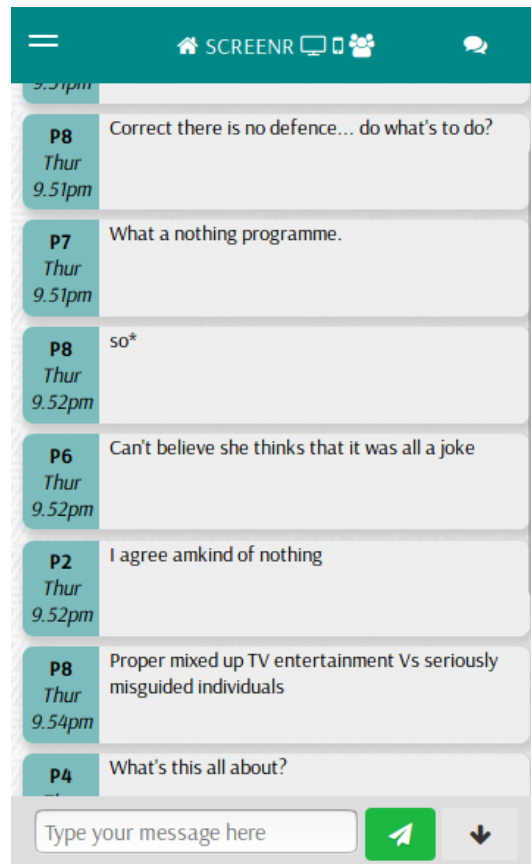 SCREENR
9.51pm
P8
Thur
9.51pm
Correct there is no defence... do what's to do?
P7
Thur
9.51pm
What a nothing programme.
P8
Thur
9.52pm
so*
P6
Thur
9.52pm
Can't believe she thinks that it was all a joke
P2
Thur
9.52pm
I agree amkind of nothing
P8
Thur
9.54pm
Proper mixed up TV entertainment Vs seriously
misguided individuals
P4
What's this all about?
Type your message here